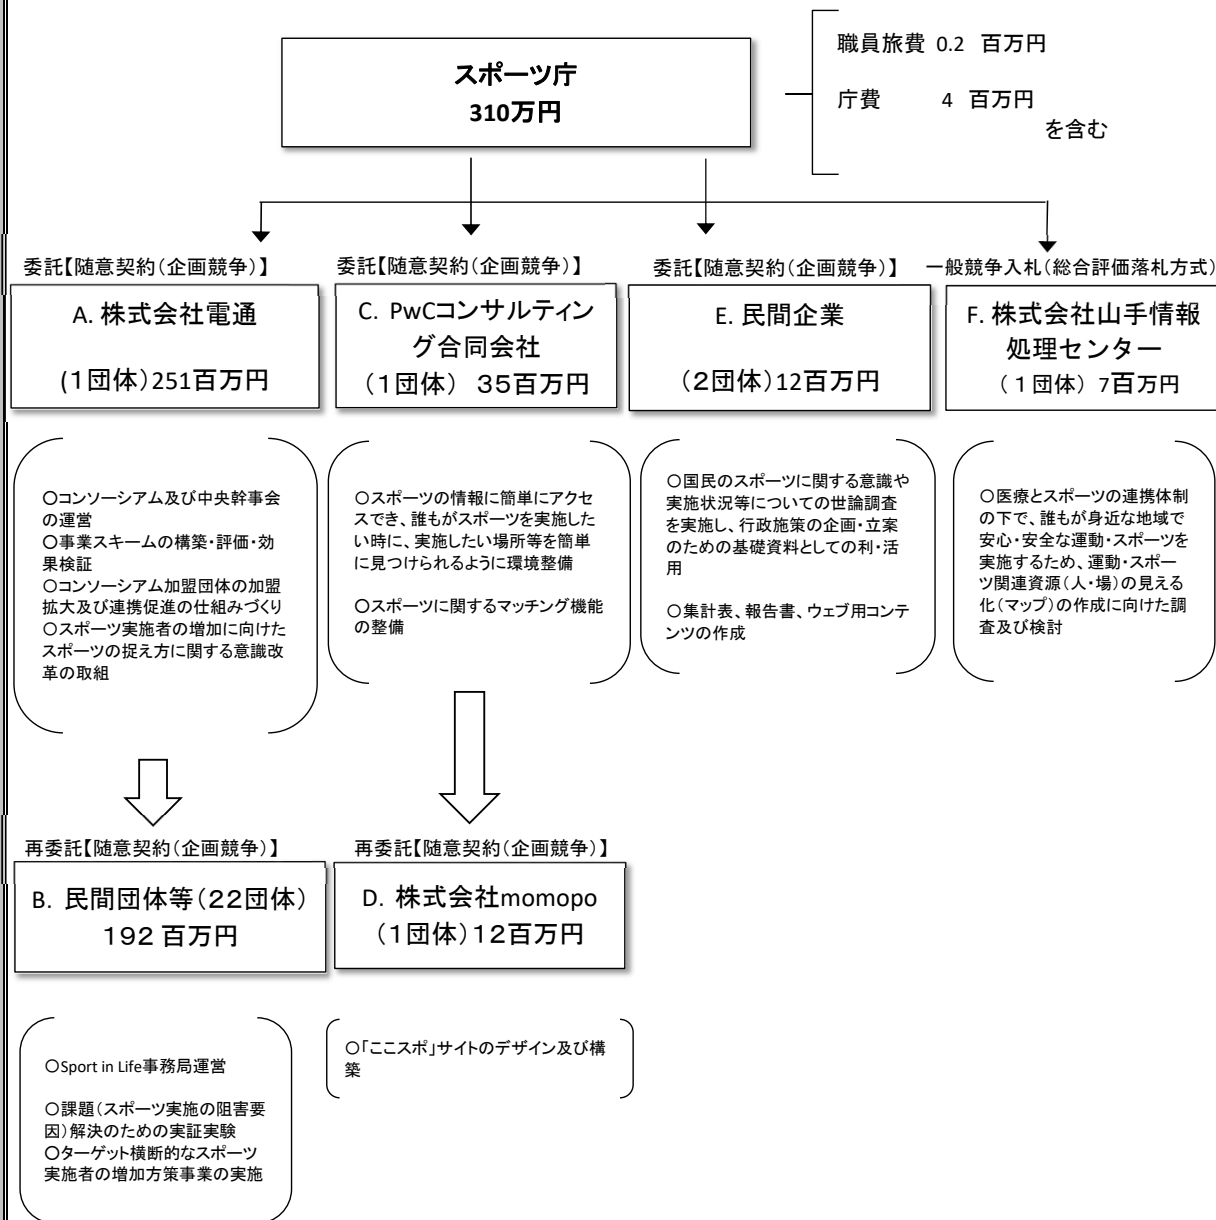 スポーツ庁
310万円
職員旅費 0.2 百万円
庁費 4 百万円
を含む
委託【随意契約(企画競争)】
A. 株式会社電通
(1団体)251百万円
委託【随意契約(企画競争)】
C. PwCコンサルティン
グ合同会社
(1団体) 35百万円
委託【随意契約(企画競争)】
E. 民間企業
(2団体)12百万円
一般競争入札(総合評価落札方式)
F. 株式会社山手情報
処理センター
(1団体) 7百万円
○コンソーシアム及び中央幹事会
の運営
○事業スキームの構築・評価・効
果検証
○コンソーシアム加盟団体の加盟
拡大及び連携促進の仕組みづくり
○スポーツ実施者の増加に向けた
スポーツの捉え方に関する意識改
革の取組
○スポーツの情報に簡単にアクセ
スでき、誰もがスポーツを実施した
い時に、実施したい場所等を簡単
に見つけられるように環境整備
○スポーツに関するマッチング機能
の整備
○国民のスポーツに関する意識や
実施状況等についての世論調査
を実施し、行政施策の企画・立案
のための基礎資料としての利・活
用
○集計表、報告書、ウェブ用コンテ
ンツの作成
○医療とスポーツの連携体制
の下で、誰もが身近な地域で
安心・安全な運動・スポーツを
実施するため、運動・スポー
ツ関連資源(人・場)の見える
化(マップ)の作成に向けた調
査及び検討
再委託【随意契約(企画競争)】
B. 民間団体等(22団体)
192 百万円
再委託【随意契約(企画競争)】
D. 株式会社momopo
(1団体)12百万円
○Sport in Life事務局運営
○課題(スポーツ実施の阻害要
因)解決のための実証実験
○ターゲット横断的なスポーツ
実施者の増加方策事業の実施
○「ここスポ」サイトのデザイン及び構
築